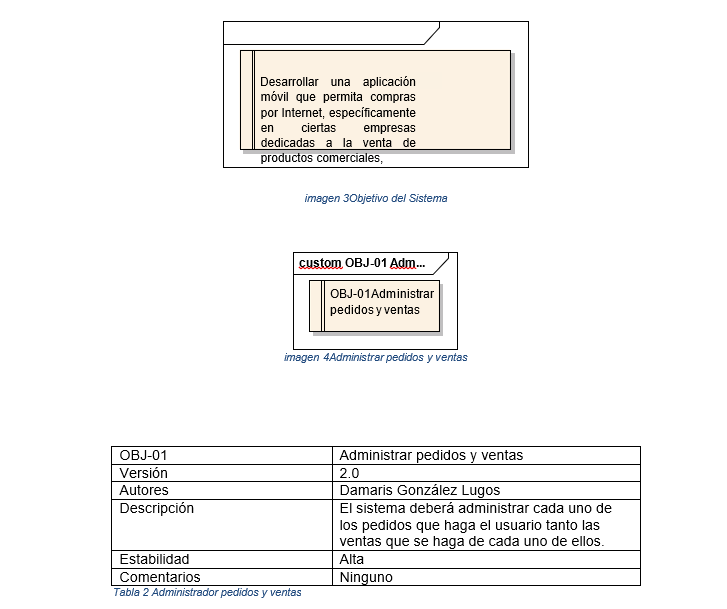 Desarrollar una aplicación
móvil que permita compras
por Internet, específicamente
en ciertas empresas
dedicadas a la venta de
productos comerciales,
imagen 3Objetivo del Sistema
custom OBJ-01 Adm...
OBJ-01Administrar
pedidos y ventas
imagen 4Administrar pedidos y ventas
OBJ-01 Administrar pedidos y ventas
Versión 2.0
Autores Damaris González Lugos
Descripción El sistema deberá administrar cada uno de
los pedidos que haga el usuario tanto las
ventas que se haga de cada uno de ellos.
Estabilidad Alta
Comentarios Ninguno
Tabla 2 Administrador pedidos y ventas